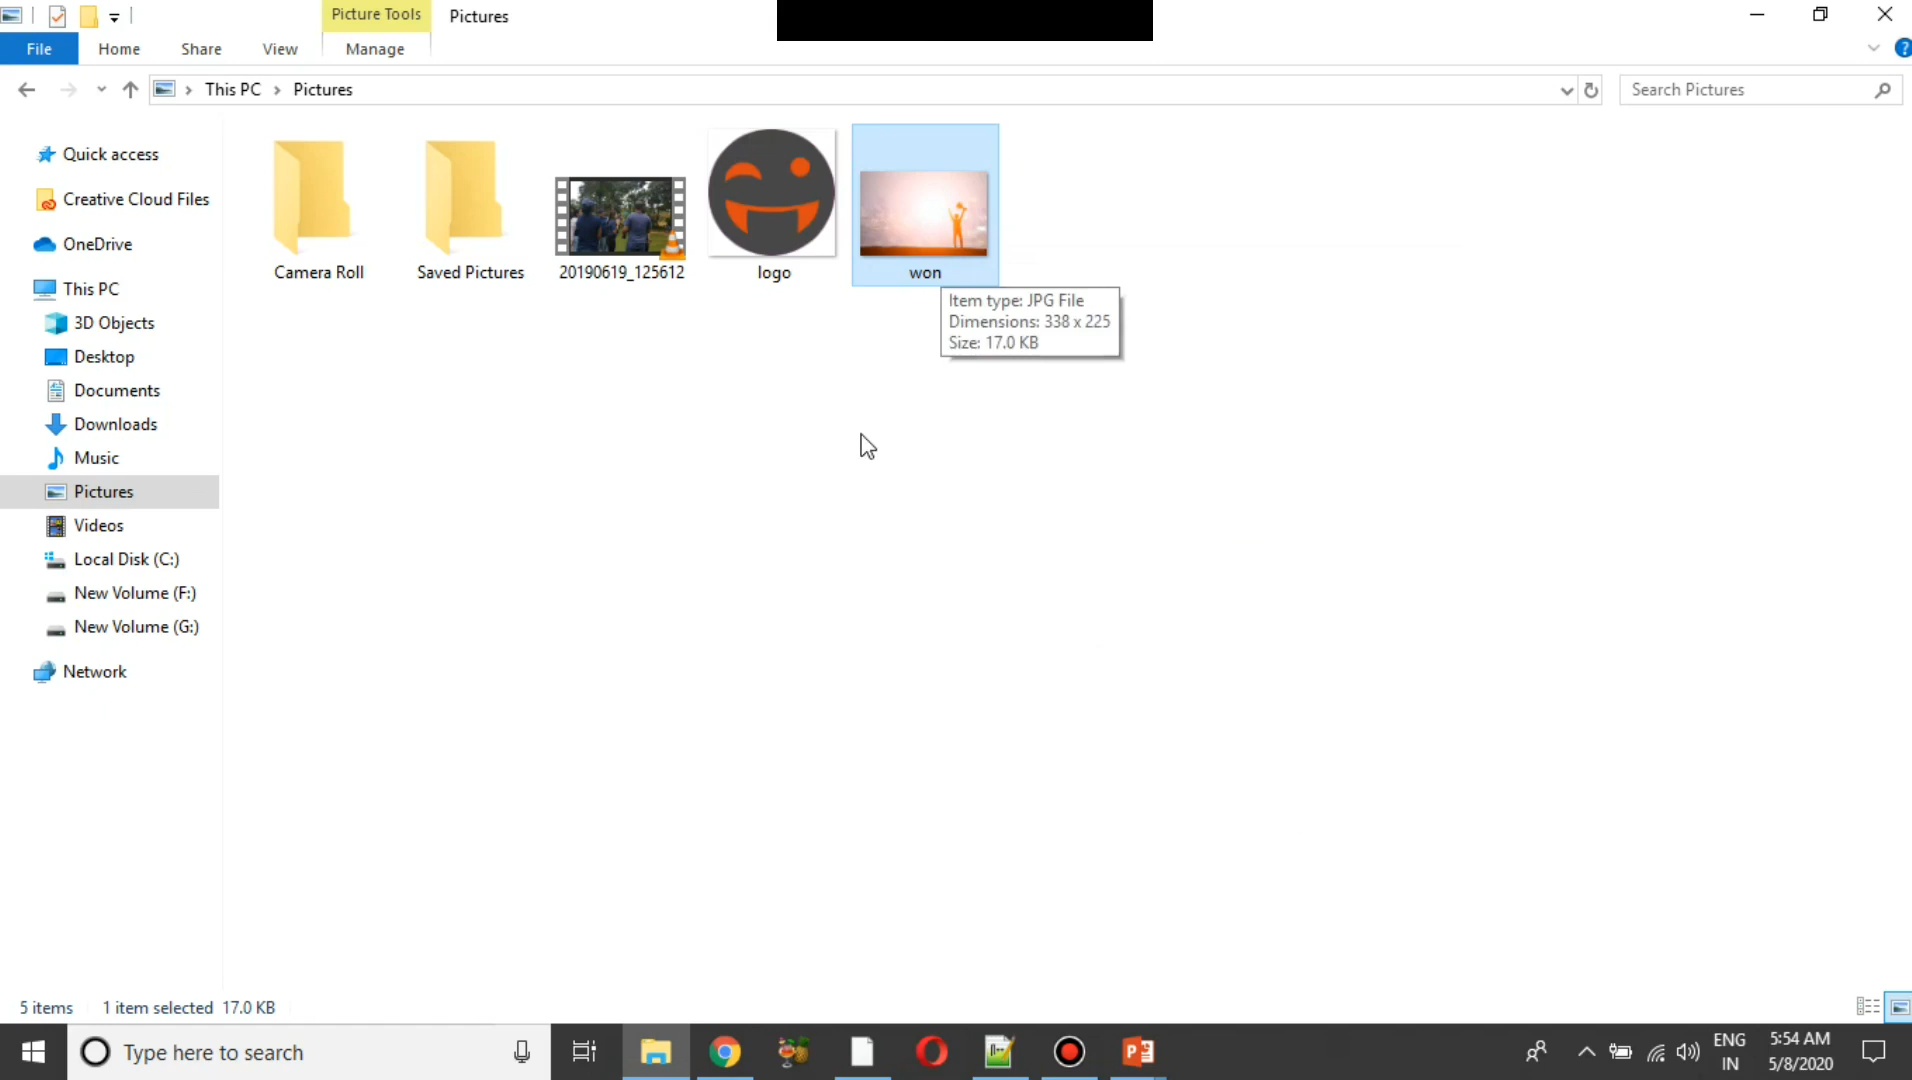 Picture Tools
Pictures
File
Home
Share
View
Manage
This PC
Pictures
Search Pictures
Quick access
Creative Cloud Files
OneDrive
This PC
3D Objects
Desktop
Documents
Downloads
Music
Pictures
Videos
Local Disk (C:)
New Volume (F:)
New Volume (G:)
Network
Camera Roll
Saved Pictures
20190619_125612
logo
won
Item type: JPG File
Dimensions: 338 x 225
Size: 17.0 KB
5 items
1 item selected 17.0 KB
Type here to search
ENG
IN
5:54 AM
5/8/2020